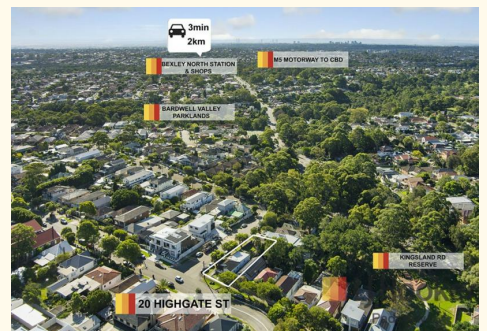 3min
2km
BEXLEY NORTH STATION
& SHOPS
M5 MOTORWAY TO CBD
BARDWELL VALLEY
PARKLANDS
KINGSLAND RD
RESERVE
20 HIGHGATE ST